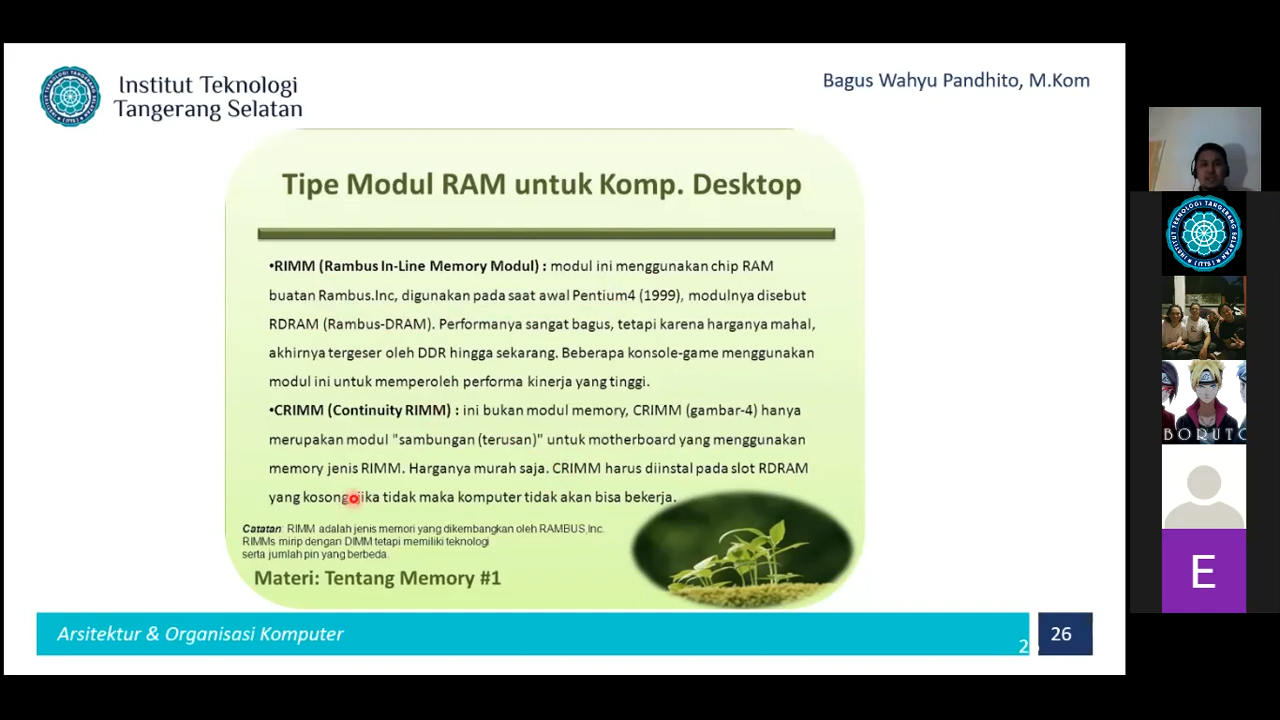 Institut Teknologi
Tangerang Selatan
Bagus Wahyu Pandhito, M.Kom
Tipe Modul RAM untuk Komp. Desktop
•RIMM (Rambus In-Line Memory Modul) : modul ini menggunakan chip RAM
buatan Rambus.Inc, digunakan pada saat awal Pentium4 (1999), modulnya disebut
RDRAM (Rambus-DRAM). Performanya sangat bagus, tetapi karena harganya mahal,
akhirnya tergeser oleh DDR hingga sekarang. Beberapa konsole-game menggunakan
modul ini untuk memperoleh performa kinerja yang tinggi.
•CRIMM (Continuity RIMM) : ini bukan modul memory, CRIMM (gambar-4) hanya
merupakan modul "sambungan (terusan)" untuk motherboard yang menggunakan
memory jenis RIMM. Harganya murah saja. CRIMM harus diinstal pada slot RDRAM
yang kosong jika tidak maka komputer tidak akan bisa bekerja.
Catatan: RIMM adalah jenis memori yang dikembangkan oleh RAMBUS,Inc.
RIMMs mirip dengan DIMM tetapi memiliki teknologi
serta jumlah pin yang berbeda.
Materi: Tentang Memory #1
Arsitektur & Organisasi Komputer
26
INSTITUT TEKNOLOGI TANGERANG SELATAN (ITTS)
BORUTO
E